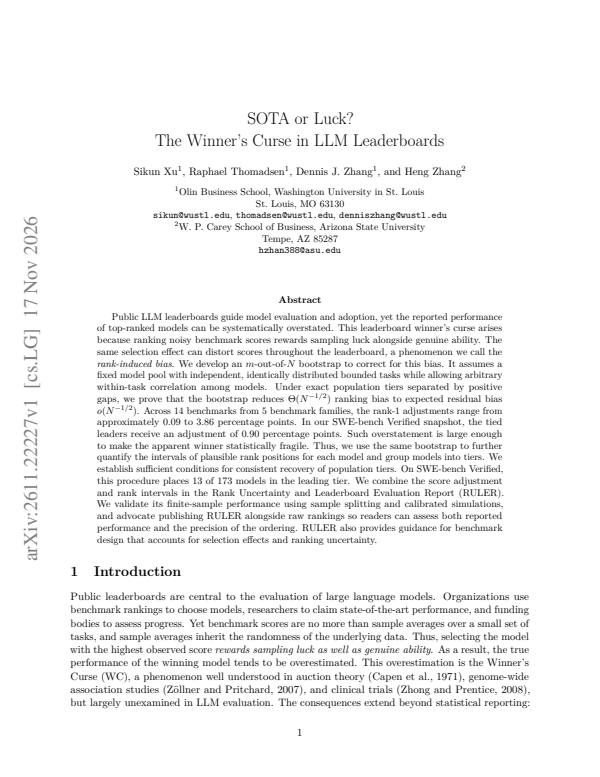 SOTA or Luck?
The Winner's Curse in LLM Leaderboards
Sikun Xu1, Raphael Thomadsen1, Dennis J. Zhang1, and Heng Zhang2
1Olin Business School, Washington University in St. Louis
St. Louis, MO 63130
sikun@wustl.edu, thomadsen@wustl.edu, denniszhang@wustl.edu
2W. P. Carey School of Business, Arizona State University
Tempe, AZ 85287
hzhan388@asu.edu
arXiv:2611.22227v1 [cs.LG] 17 Nov 2026
Abstract
Public LLM leaderboards guide model evaluation and adoption, yet the reported performance
of top-ranked models can be systematically overstated. This leaderboard winner's curse arises
because ranking noisy benchmark scores rewards sampling luck alongside genuine ability. The
same selection effect can distort scores throughout the leaderboard, a phenomenon we call the
rank-induced bias. We develop an m-out-of-N bootstrap to correct for this bias. It assumes a
fixed model pool with independent, identically distributed bounded tasks while allowing arbitrary
within-task correlation among models. Under exact population tiers separated by positive
gaps, we prove that the bootstrap reduces Θ(N−1/2) ranking bias to expected residual bias
o(N−1/2). Across 14 benchmarks from 5 benchmark families, the rank-1 adjustments range from
approximately 0.09 to 3.86 percentage points. In our SWE-bench Verified snapshot, the tied
leaders receive an adjustment of 0.90 percentage points. Such overstatement is large enough
to make the apparent winner statistically fragile. Thus, we use the same bootstrap to further
quantify the intervals of plausible rank positions for each model and group models into tiers. We
establish sufficient conditions for consistent recovery of population tiers. On SWE-bench Verified,
this procedure places 13 of 173 models in the leading tier. We combine the score adjustment
and rank intervals in the Rank Uncertainty and Leaderboard Evaluation Report (RULER).
We validate its finite-sample performance using sample splitting and calibrated simulations,
and advocate publishing RULER alongside raw rankings so readers can assess both reported
performance and the precision of the ordering. RULER also provides guidance for benchmark
design that accounts for selection effects and ranking uncertainty.
1 Introduction
Public leaderboards are central to the evaluation of large language models. Organizations use
benchmark rankings to choose models, researchers to claim state-of-the-art performance, and funding
bodies to assess progress. Yet benchmark scores are no more than sample averages over a small set of
tasks, and sample averages inherit the randomness of the underlying data. Thus, selecting the model
with the highest observed score rewards sampling luck as well as genuine ability. As a result, the true
performance of the winning model tends to be overestimated. This overestimation is the Winner's
Curse (WC), a phenomenon well understood in auction theory (Capen et al., 1971), genome-wide
association studies (Zöllner and Pritchard, 2007), and clinical trials (Zhong and Prentice, 2008),
but largely unexamined in LLM evaluation. The consequences extend beyond statistical reporting:
1